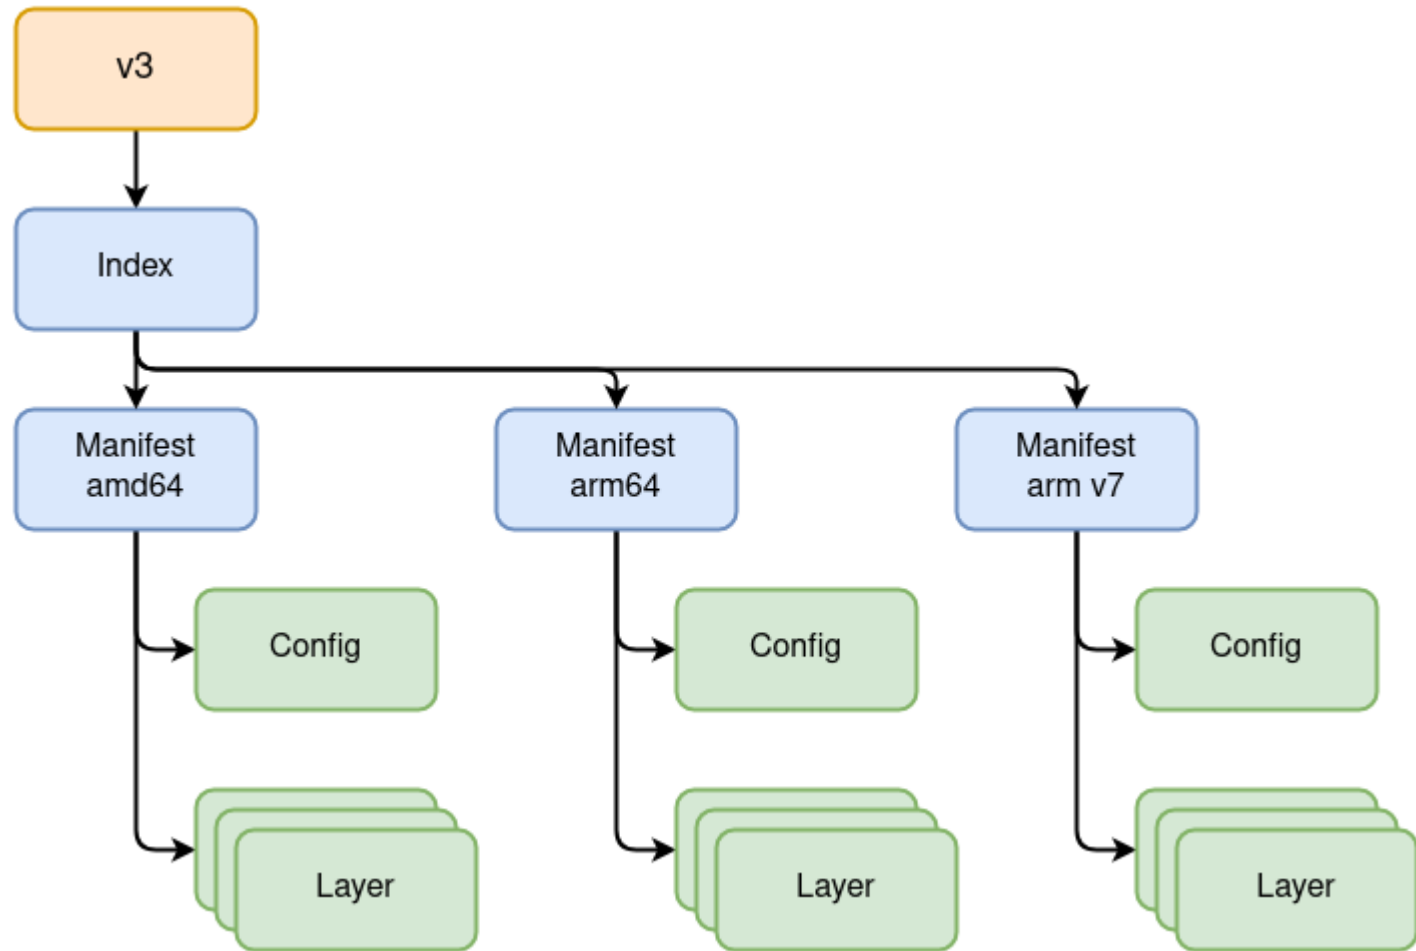 v3
Index
Manifest
amd64
Manifest
arm64
Manifest
arm v7
Config
Config
Config
Layer
Layer
Layer